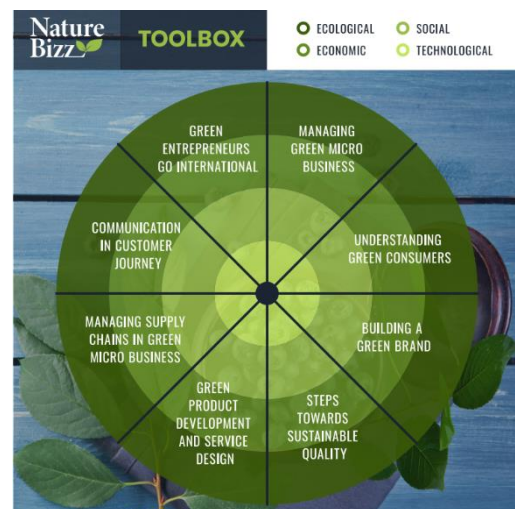 Nature
Bizz
TOOLBOX
ECOLOGICAL
SOCIAL
ECONOMIC
TECHNOLOGICAL
GREEN
ENTREPRENEURS
GO INTERNATIONAL
MANAGING
GREEN MICRO
BUSINESS
COMMUNICATION
IN CUSTOMER
JOURNEY
UNDERSTANDING
GREEN CONSUMERS
MANAGING SUPPLY
CHAINS IN GREEN
MICRO BUSINESS
BUILDING A
GREEN BRAND
GREEN
PRODUCT
DEVELOPMENT
AND SERVICE
DESIGN
STEPS
TOWARDS
SUSTAINABLE
QUALITY